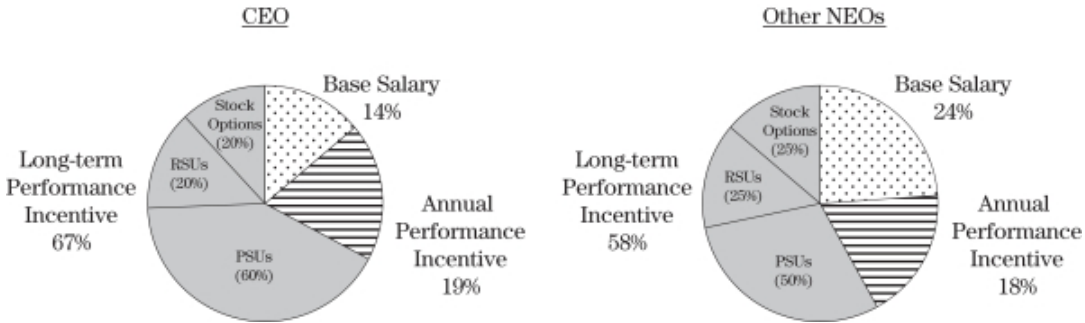 CEO
Base Salary
14%
Stock
Options
(20%)
RSUs
(20%)
Long-term
Performance
Incentive
67%
PSUs
(60%)
Annual
Performance
Incentive
19%
Other NEOs
Base Salary
24%
Stock
Options
(25%)
RSUs
(25%)
Long-term
Performance
Incentive
58%
PSUs
(50%)
Annual
Performance
Incentive
18%